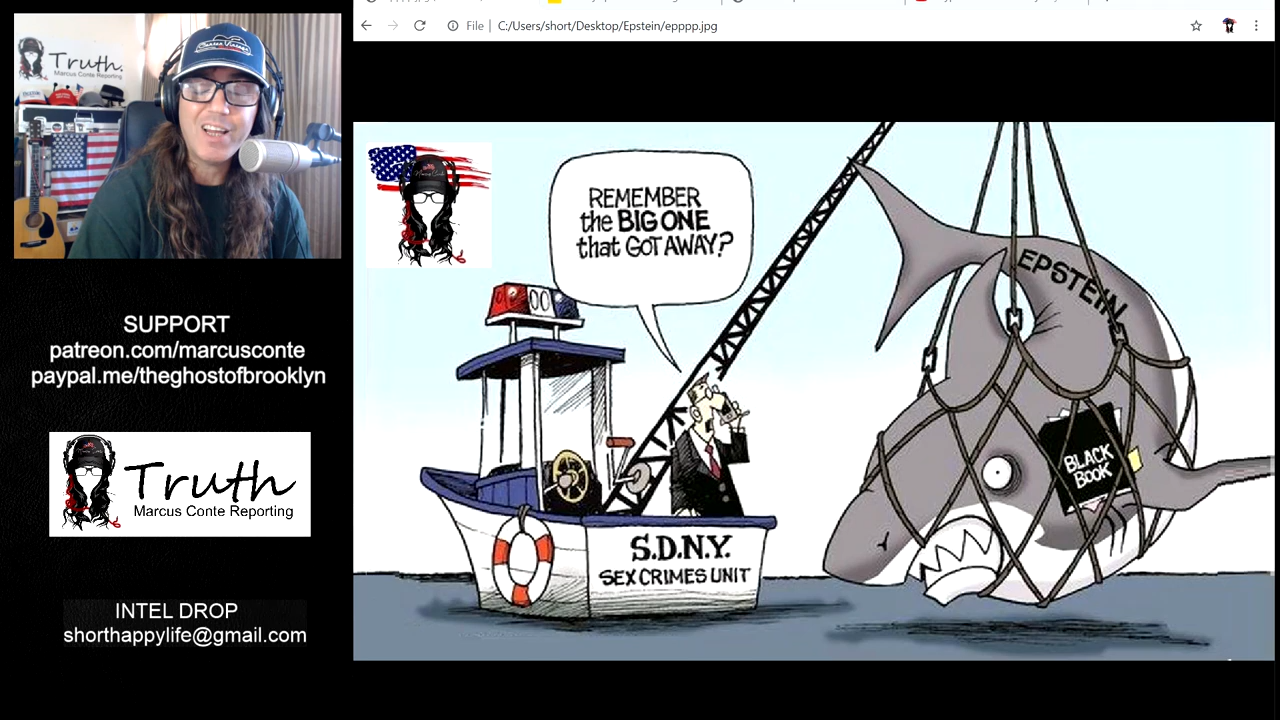 File
C:/Users/short/Desktop/Epstein/epppp.jpg
Truth.
Marcus Conte Reporting
SUPPORT
patreon.com/marcusconte
paypal.me/theghostofbrooklyn
Truth
Marcus Conte Reporting
INTEL DROP
shorthappylife@gmail.com
REMEMBER
the BIG ONE
that GOT AWAY?
EPSTEIN
BLACK
BOOK
S.D.N.Y.
SEX CRIMES UNIT